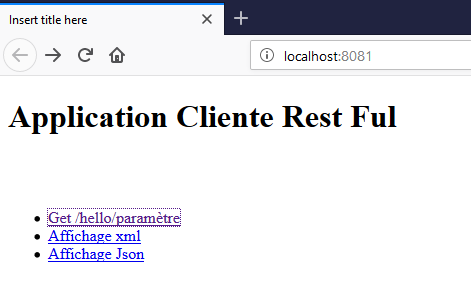 Insert title here
localhost:8081
Application Cliente Rest Ful
Get /hello/paramètre
Affichage xml
Affichage Json